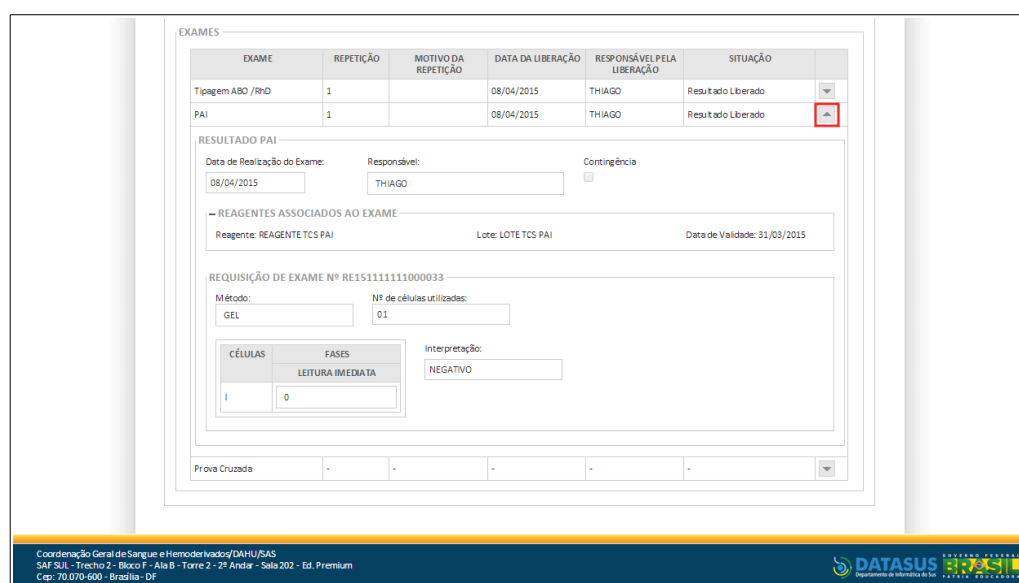 EXAMES
EXAME REPETIÇÃO MOTIVO DA REPETIÇÃO DATA DA LIBERAÇÃO RESPONSÁVEL PELA LIBERAÇÃO SITUAÇÃO
Tipagem ABO /RhD 1 08/04/2015 THIAGO Resultado Liberado
PAI 1 08/04/2015 THIAGO Resultado Liberado
RESULTADO PAI
Data de Realização do Exame: Responsável: Contingência
08/04/2015 THIAGO
REAGENTES ASSOCIADOS AO EXAME
Reagente: REAGENTE TCS PAI Lote: LOTE TCS PAI Data de Validade: 31/03/2015
REQUISIÇÃO DE EXAME Nº RE151111111000033
Método: Nº de células utilizadas:
GEL 01
CÉLULAS FASES Interpretação:
LEITURA IMEDIATA NEGATIVO
I 0
Prova Cruzada - - - - -
Coordenação Geral de Sangue e Hemoderivados/DAHU/SAS
SAF SUL - Trecho 2 - Bloco F - Ala B - Torre 2 - 2º Andar - Sala 202 - Ed. Premium
Cep: 70.070-600 - Brasília - DF
DATASUS
Departamento de Informática do Sus
GOVERNO FEDERAL
BRASIL
PÁTRIA EDUCADORA